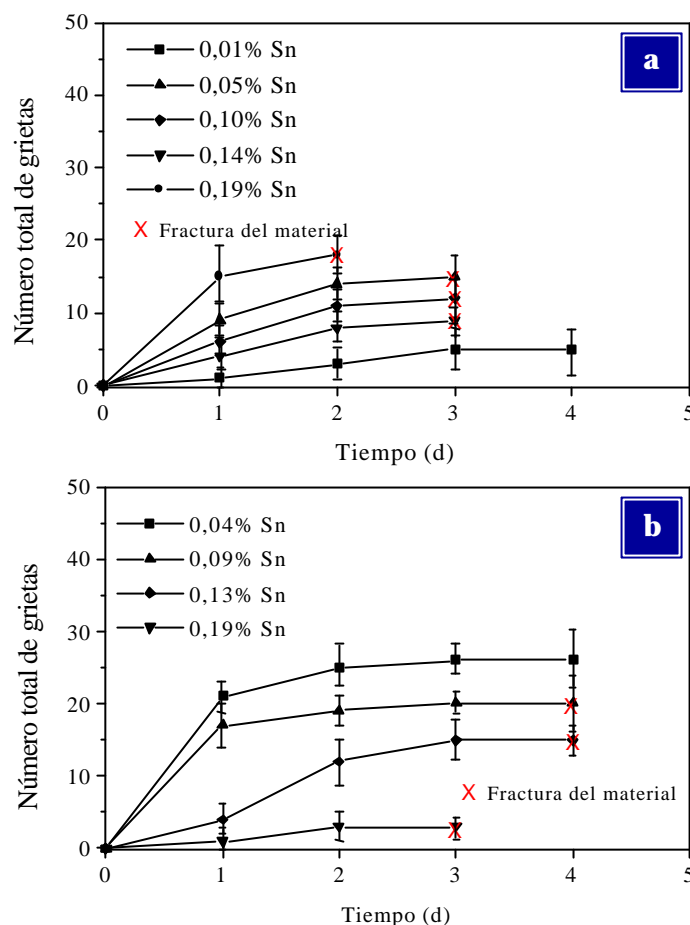 50
40
30
20
10
0
Número total de grietas
0,01% Sn
0,05% Sn
0,10% Sn
0,14% Sn
0,19% Sn
X Fractura del material
a
0 1 2 3 4 5
Tiempo (d)
50
40
30
20
10
0
Número total de grietas
0,04% Sn
0,09% Sn
0,13% Sn
0,19% Sn
b
X Fractura del material
0 1 2 3 4 5
Tiempo (d)